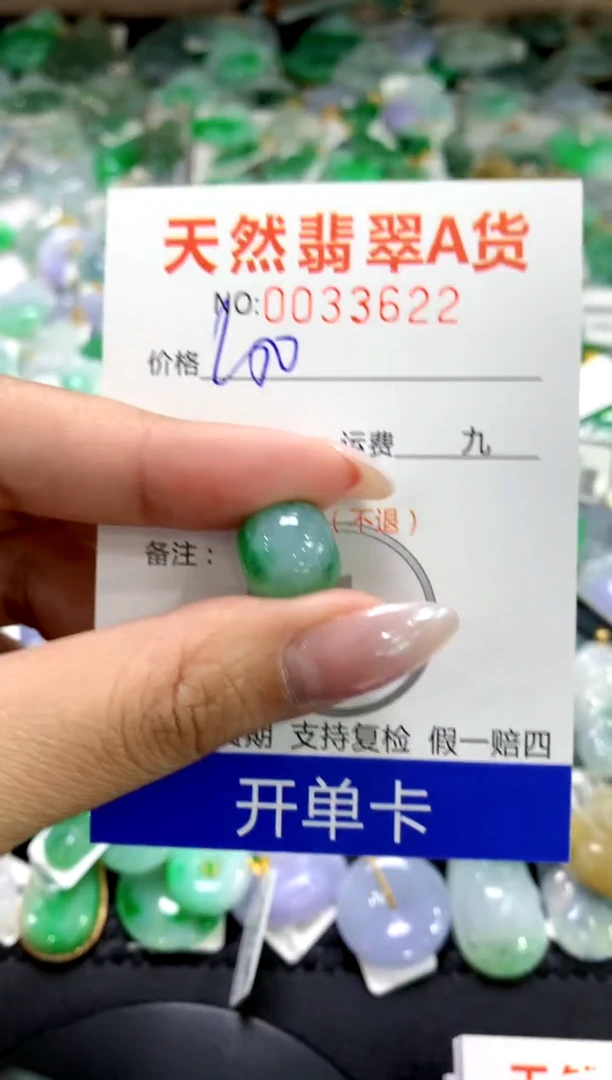 天然翡翠A货
NO:0033622
价格
运费 九
(不退)
备注：
期 支持复检 假一赔四
开单卡